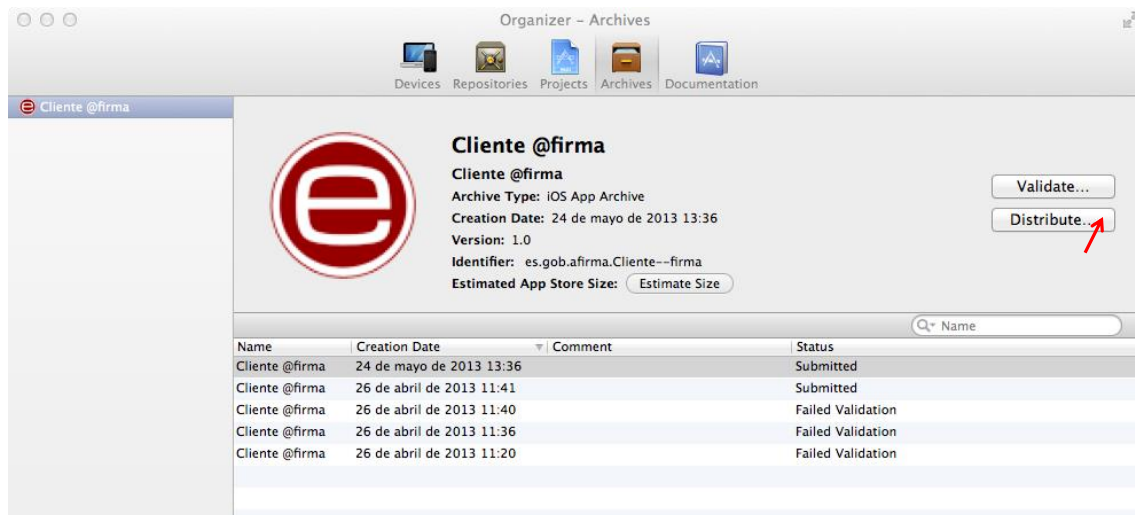 Organizer – Archives
Devices Repositories Projects Archives Documentation
Cliente @firma
Cliente @firma
Cliente @firma
Archive Type: iOS App Archive
Creation Date: 24 de mayo de 2013 13:36
Version: 1.0
Identifier: es.gob.afirma.Cliente--firma
Estimated App Store Size: Estimate Size
Validate...
Distribute...
Name
Name Creation Date Comment Status
Cliente @firma 24 de mayo de 2013 13:36 Submitted
Cliente @firma 26 de abril de 2013 11:41 Submitted
Cliente @firma 26 de abril de 2013 11:40 Failed Validation
Cliente @firma 26 de abril de 2013 11:36 Failed Validation
Cliente @firma 26 de abril de 2013 11:20 Failed Validation